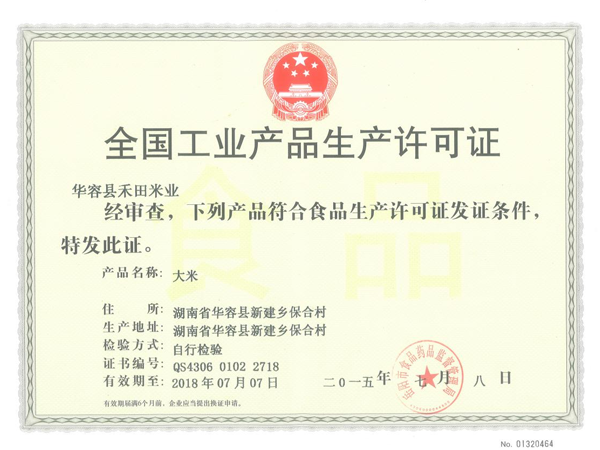 全国工业产品生产许可证
华容县禾田米业
经审查，下列产品符合食品生产许可证发证条件，
特发此证。
食品
产品名称：大米
住 所：湖南省华容县新建乡保合村
生产地址：湖南省华容县新建乡保合村
检验方式：自行检验
证书编号：QS4306 0102 2718
有效期至：2018年07月07日
二〇一五年 七 月 八 日
岳阳市食品药品监督管理局
有效期届满6个月前，企业应当提出换证申请。
No. 01320464